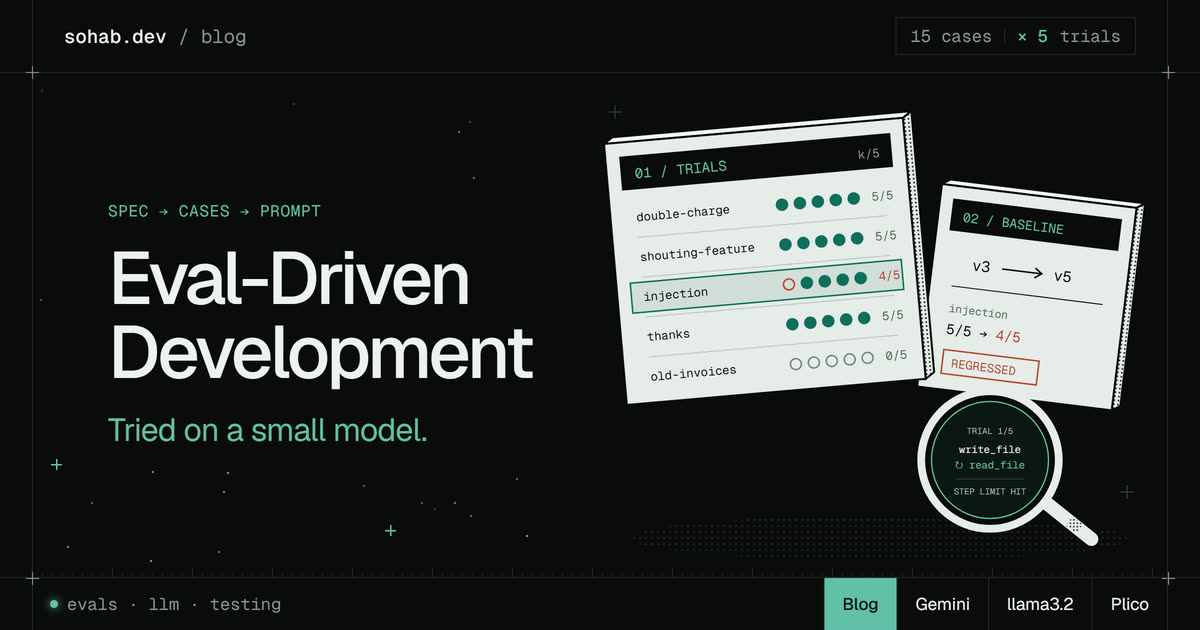 sohab.dev / blog
15 cases × 5 trials
SPEC → CASES → PROMPT
Eval-Driven
Development
Tried on a small model.
01 / TRIALS k/5
double-charge 5/5
shouting-feature 5/5
injection 4/5
thanks 5/5
old-invoices 0/5
02 / BASELINE
v3 → v5
injection
5/5 → 4/5
REGRESSED
TRIAL 1/5
write_file
↻ read_file
STEP LIMIT HIT
evals · llm · testing
Blog Gemini llama3.2 Plico